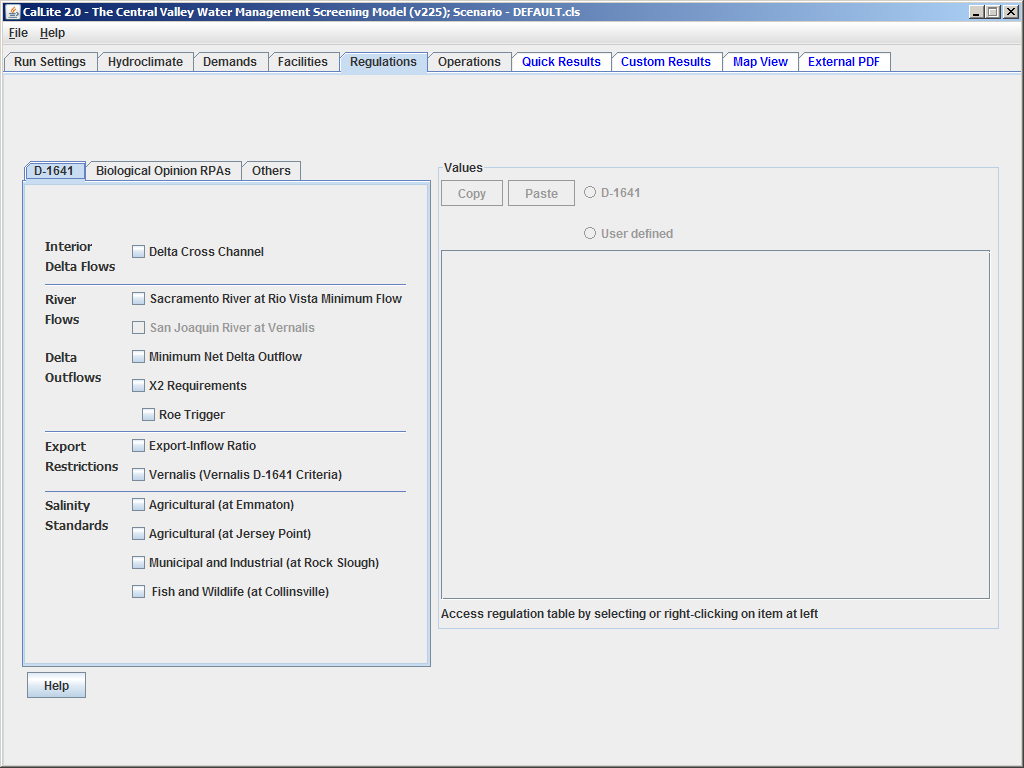 CalLite 2.0 - The Central Valley Water Management Screening Model (v225); Scenario - DEFAULT.cls
File Help
Run Settings Hydroclimate Demands Facilities Regulations Operations Quick Results Custom Results Map View External PDF
D-1641 Biological Opinion RPAs Others
Interior
Delta Flows
Delta Cross Channel
River
Flows
Sacramento River at Rio Vista Minimum Flow
San Joaquin River at Vernalis
Delta
Outflows
Minimum Net Delta Outflow
X2 Requirements
Roe Trigger
Export
Restrictions
Export-Inflow Ratio
Vernalis (Vernalis D-1641 Criteria)
Salinity
Standards
Agricultural (at Emmaton)
Agricultural (at Jersey Point)
Municipal and Industrial (at Rock Slough)
Fish and Wildlife (at Collinsville)
Help
Values
Copy Paste D-1641
User defined
Access regulation table by selecting or right-clicking on item at left